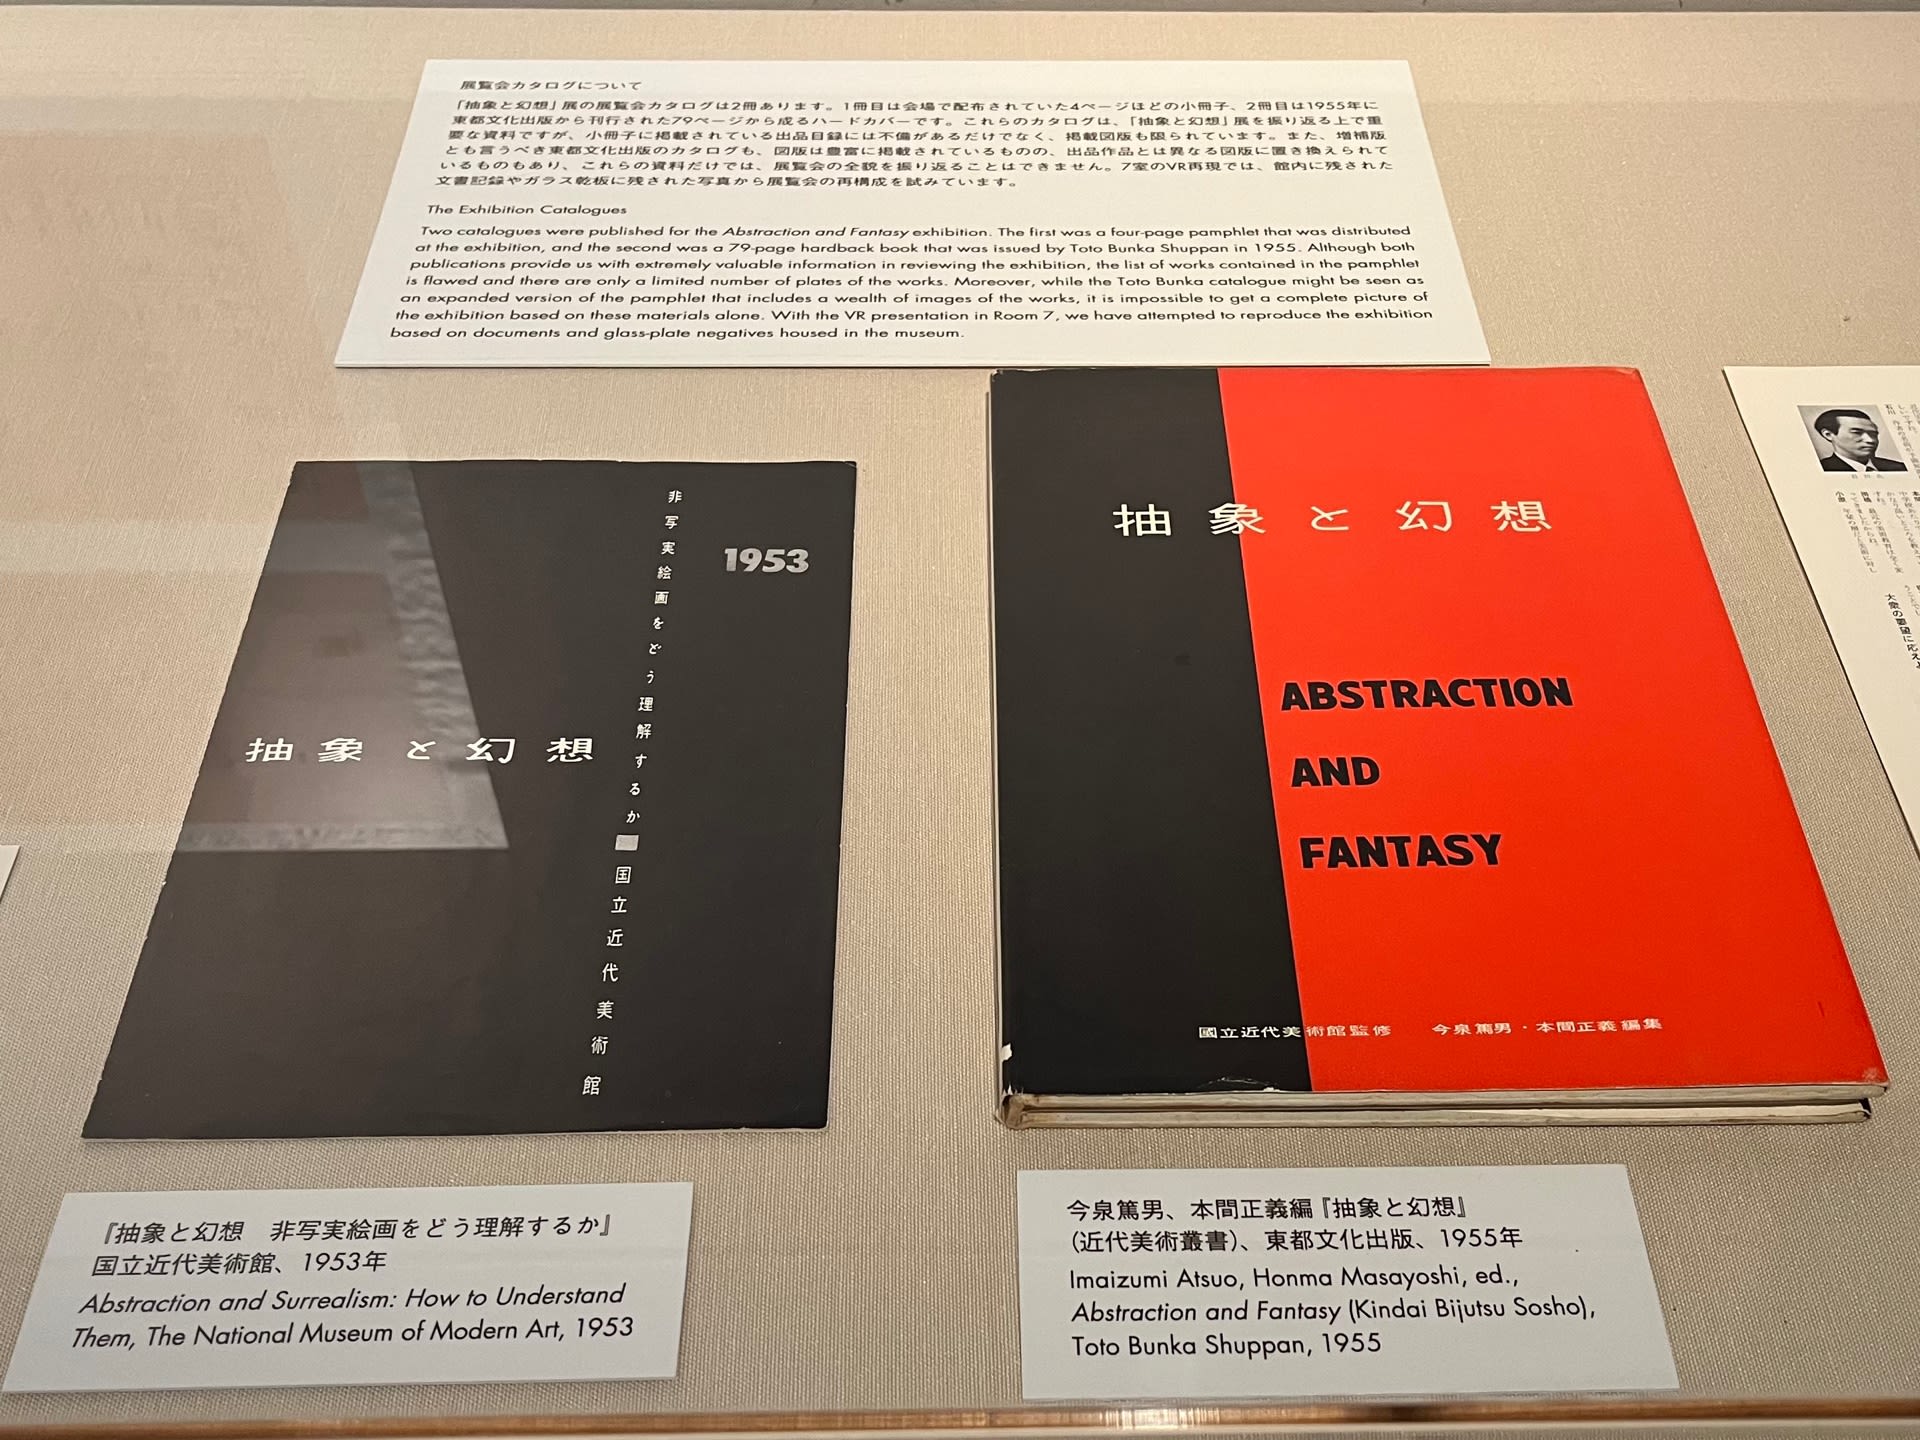 展覧会カタログについて
「抽象と幻想」展の展覧会カタログは2冊あります。1冊目は会場で配布されていた4ページほどの小冊子、2冊目は1955年に
東都文化出版から刊行された79ページから成るハードカバーです。これらのカタログは、「抽象と幻想」展を振り返る上で重
要な資料ですが、小冊子に掲載されている出品目録には不備があるだけでなく、掲載図版も限られています。また、増補版
とも言うべき東都文化出版のカタログも、図版は豊富に掲載されているものの、出品作品とは異なる図版に置き換えられて
いるものもあり、これらの資料だけでは、展覧会の全貌を振り返ることはできません。7室のVR再現では、館内に残された
文書記録やガラス乾板に残された写真から展覧会の再構成を試みています。
The Exhibition Catalogues
Two catalogues were published for the Abstraction and Fantasy exhibition. The first was a four-page pamphlet that was distributed
at the exhibition, and the second was a 79-page hardback book that was issued by Toto Bunka Shuppan in 1955. Although both
publications provide us with extremely valuable information in reviewing the exhibition, the list of works contained in the pamphlet
is flawed and there are only a limited number of plates of the works. Moreover, while the Toto Bunka catalogue might be seen as
an expanded version of the pamphlet that includes a wealth of images of the works, it is impossible to get a complete picture of
the exhibition based on these materials alone. With the VR presentation in Room 7, we have attempted to reproduce the exhibition
based on documents and glass-plate negatives housed in the museum.
1953
非写実絵画をどう理解するか■国立近代美術館
抽象と幻想
抽象と幻想
ABSTRACTION
AND
FANTASY
國立近代美術館監修 今泉篤男・本間正義編集
大衆の要望に応えよ
『抽象と幻想 非写実絵画をどう理解するか』
国立近代美術館、1953年
Abstraction and Surrealism: How to Understand
Them, The National Museum of Modern Art, 1953
今泉篤男、本間正義編『抽象と幻想』
（近代美術叢書）、東都文化出版、1955年
Imaizumi Atsuo, Honma Masayoshi, ed.,
Abstraction and Fantasy (Kindai Bijutsu Sosho),
Toto Bunka Shuppan, 1955